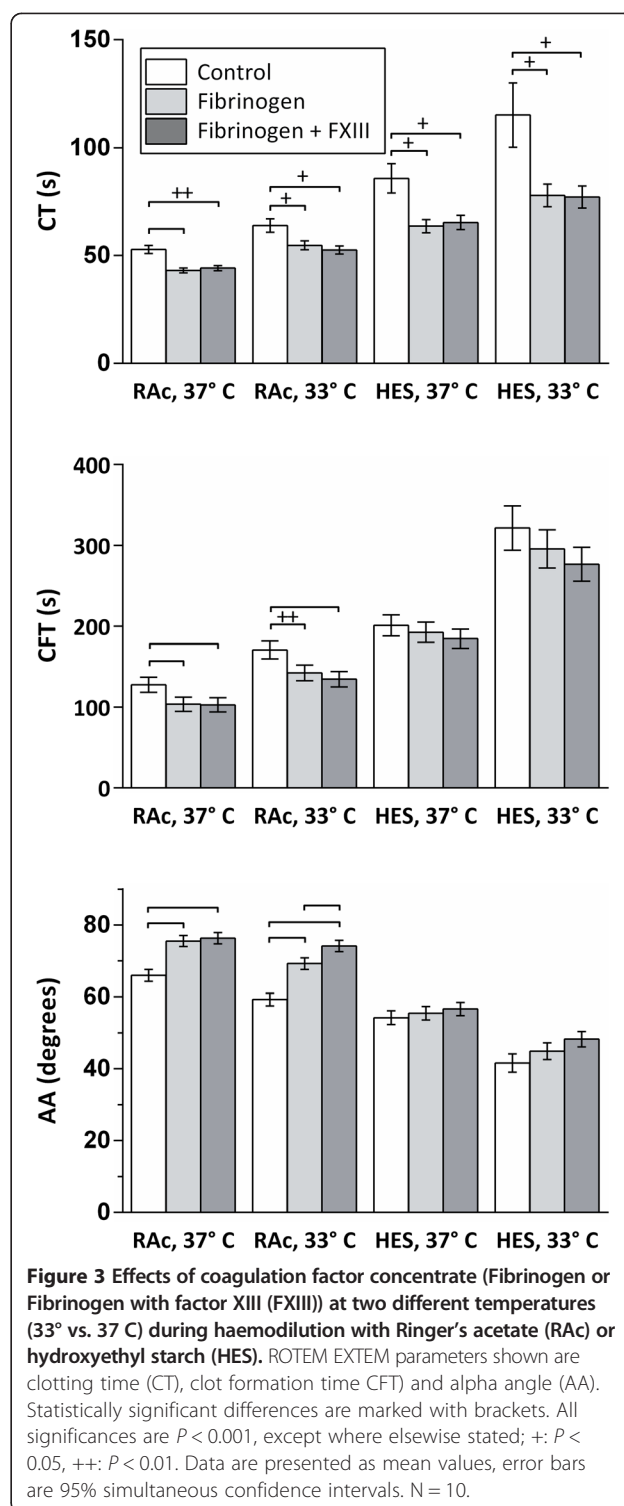 150
Control
Fibrinogen
Fibrinogen + FXIII
+
+
+
+
100
++
+
+
CT (s)
50
0
RAc, 37° C RAc, 33° C HES, 37° C HES, 33° C
400
300
CFT (s)
200
++
100
0
RAc, 37° C RAc, 33° C HES, 37° C HES, 33° C
80
60
AA (degrees)
40
20
0
RAc, 37° C RAc, 33° C HES, 37° C HES, 33° C
Figure 3 Effects of coagulation factor concentrate (Fibrinogen or
Fibrinogen with factor XIII (FXIII)) at two different temperatures
(33° vs. 37 C) during haemodilution with Ringer's acetate (RAc) or
hydroxyethyl starch (HES). ROTEM EXTEM parameters shown are
clotting time (CT), clot formation time CFT) and alpha angle (AA).
Statistically significant differences are marked with brackets. All
significances are P < 0.001, except where elsewise stated; +: P <
0.05, ++: P < 0.01. Data are presented as mean values, error bars
are 95% simultaneous confidence intervals. N = 10.